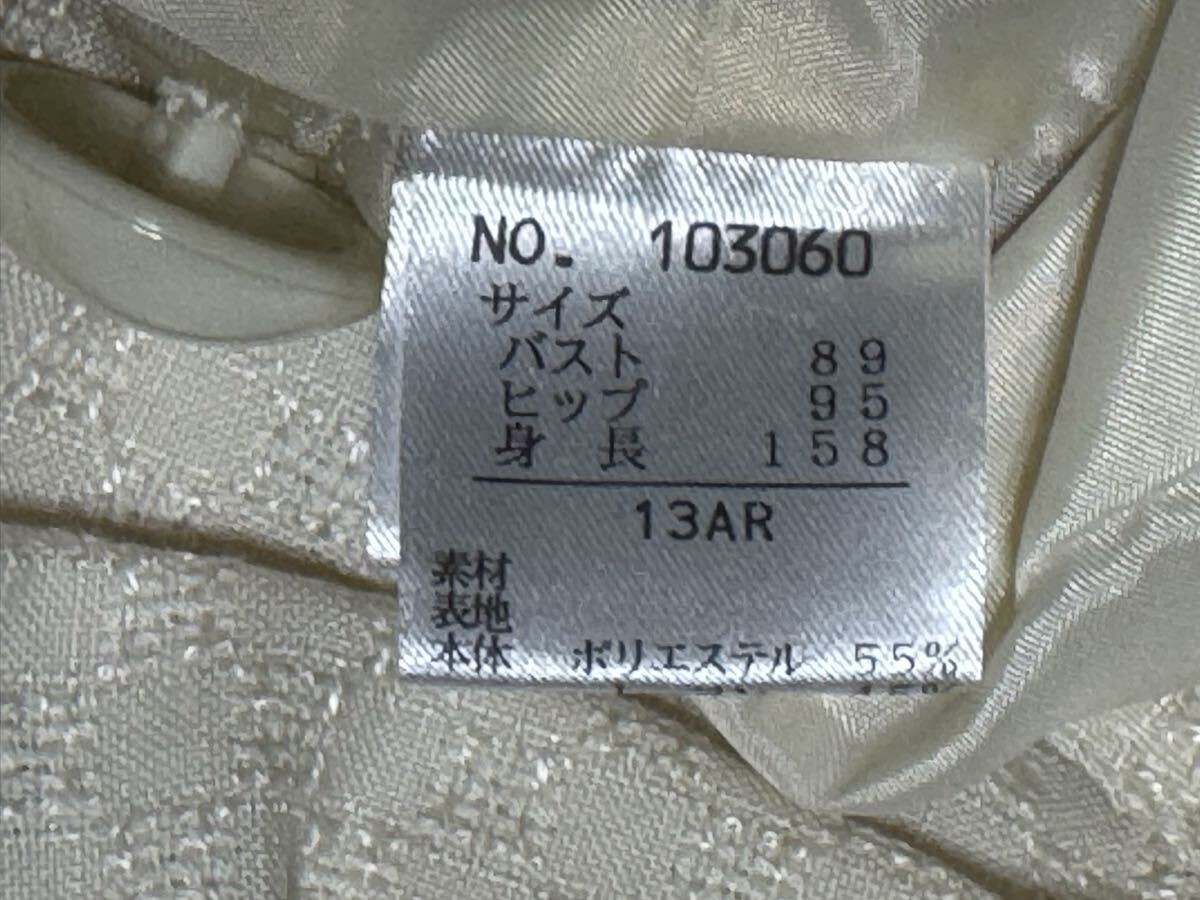 NO. 103060
サイズ
バスト 89
ヒップ 95
身長 158
13AR
素材
表地
本体 ポリエステル 55%